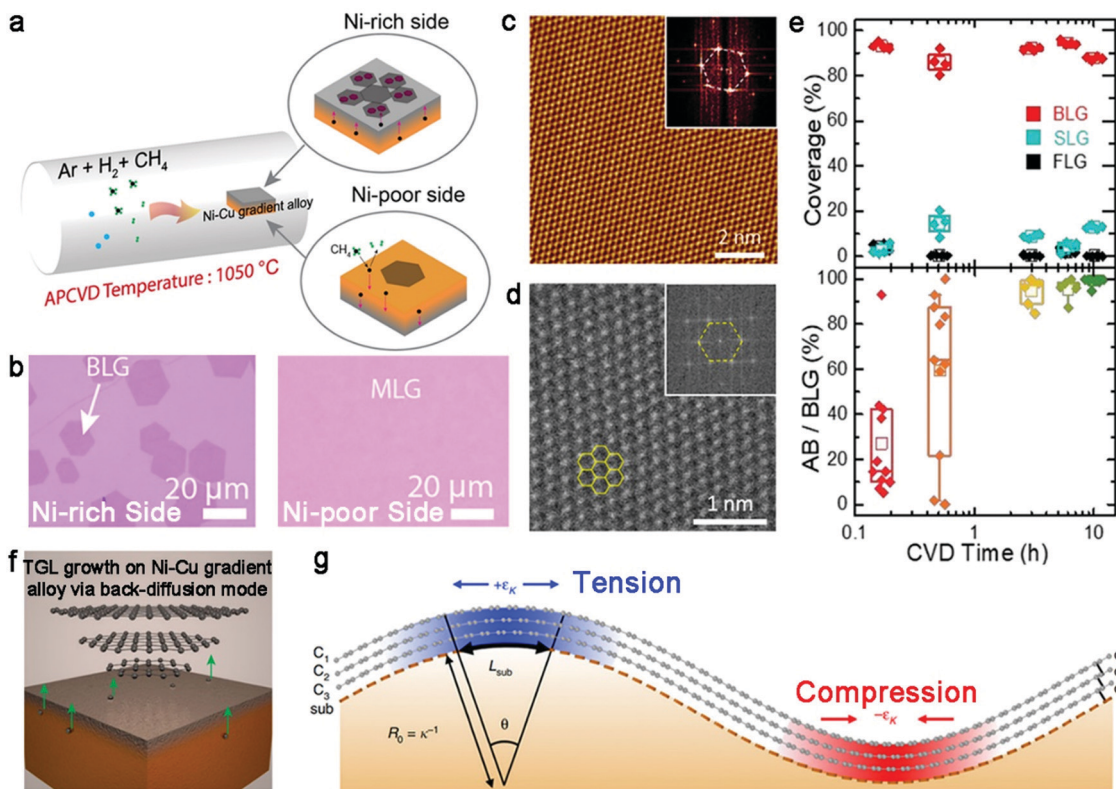 a
Ni-rich side
Ar + H₂+ CH₄
Ni-Cu gradient alloy
APCVD Temperature : 1050 °C
Ni-poor side
CH₄
b
BLG
20 μm
Ni-rich Side
MLG
20 μm
Ni-poor Side
c
2 nm
d
1 nm
e
Coverage (%)
100
80
60
40
20
0
BLG
SLG
FLG
AB / BLG (%)
100
80
60
40
20
0
0.1
1
10
CVD Time (h)
f
TGL growth on Ni-Cu gradient
alloy via back-diffusion mode
g
+εκ
Tension
C₁
C₂
C₃
sub
L sub
R₀ = κ⁻¹
θ
Compression
−εκ